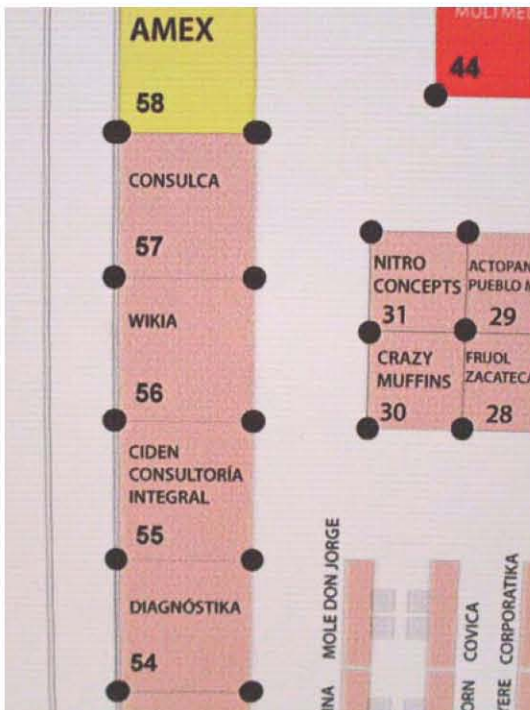 AMEX
58
CONSULCA
57
WIKIA
56
CIDEN
CONSULTORÍA
INTEGRAL
55
DIAGNÓSTIKA
54
44
NITRO
CONCEPTS
31
29
CRAZY
MUFFINS
30
FRIJOL
28
MOLE DON JORGE
COVICA
CORPORATIKA